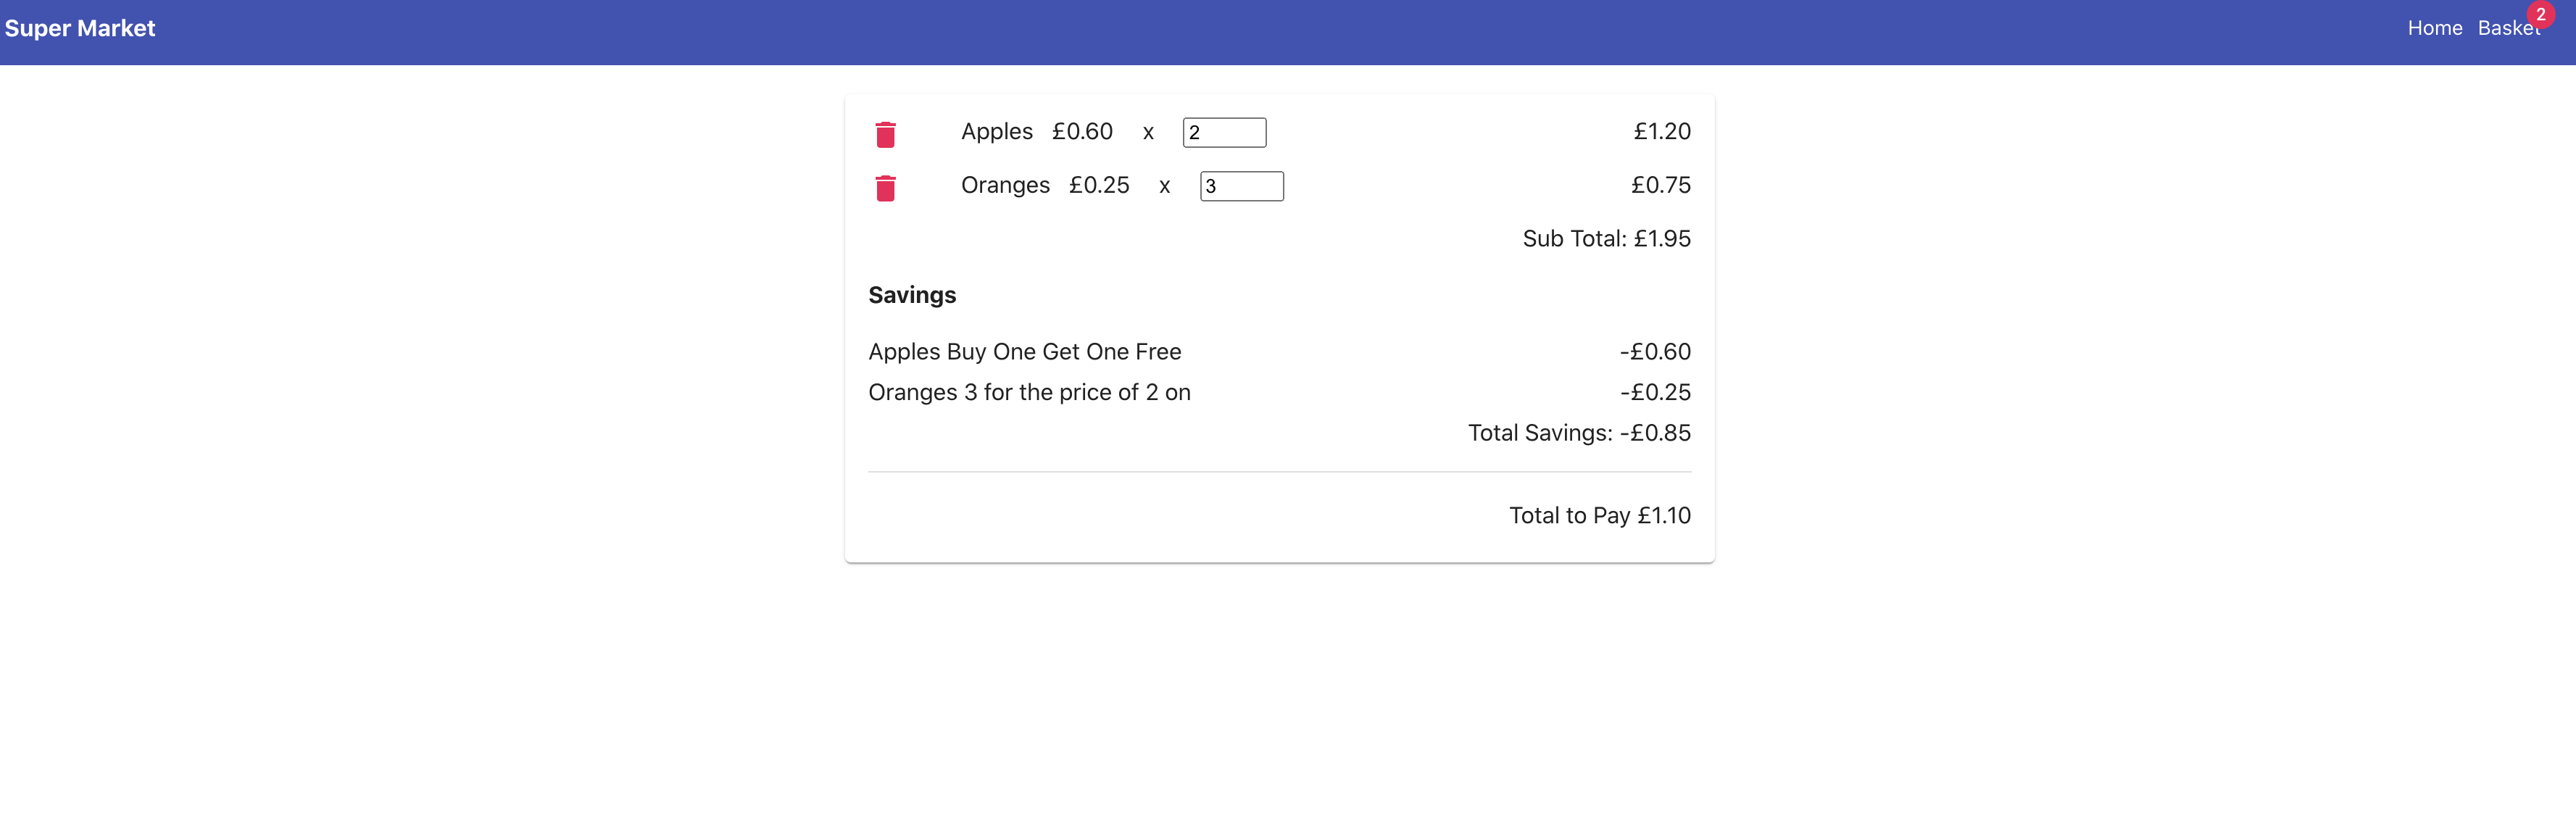 Super Market
Home Basket 2
Apples £0.60 x 2 £1.20
Oranges £0.25 x 3 £0.75
Sub Total: £1.95
Savings
Apples Buy One Get One Free -£0.60
Oranges 3 for the price of 2 on -£0.25
Total Savings: -£0.85
Total to Pay £1.10